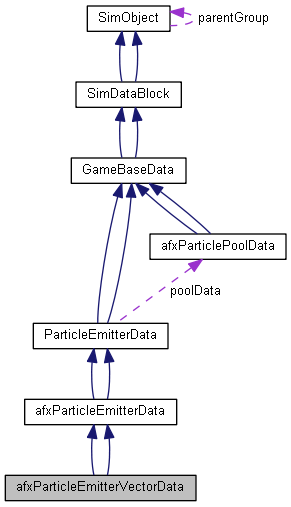 SimObject
parentGroup
SimDataBlock
GameBaseData
afxParticlePoolData
poolData
ParticleEmitterData
afxParticleEmitterData
afxParticleEmitterVectorData